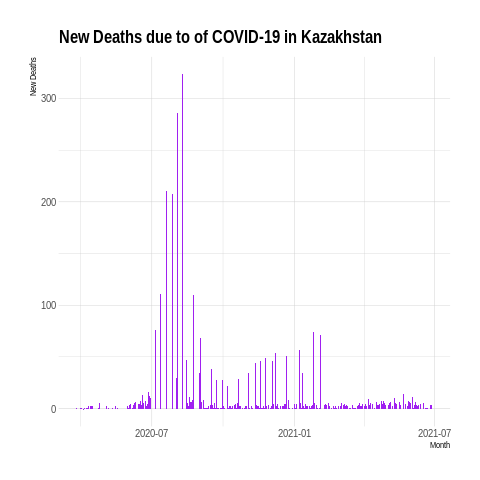 New Deaths due to of COVID-19 in Kazakhstan
New Deaths
300
200
100
0
2020-07
2021-01
2021-07
Month